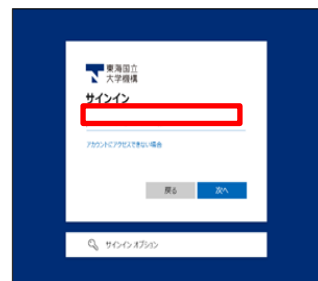 東海国立
大学機構
サインイン
アカウントにアクセスできない場合
戻る
次へ
サインイン オプション